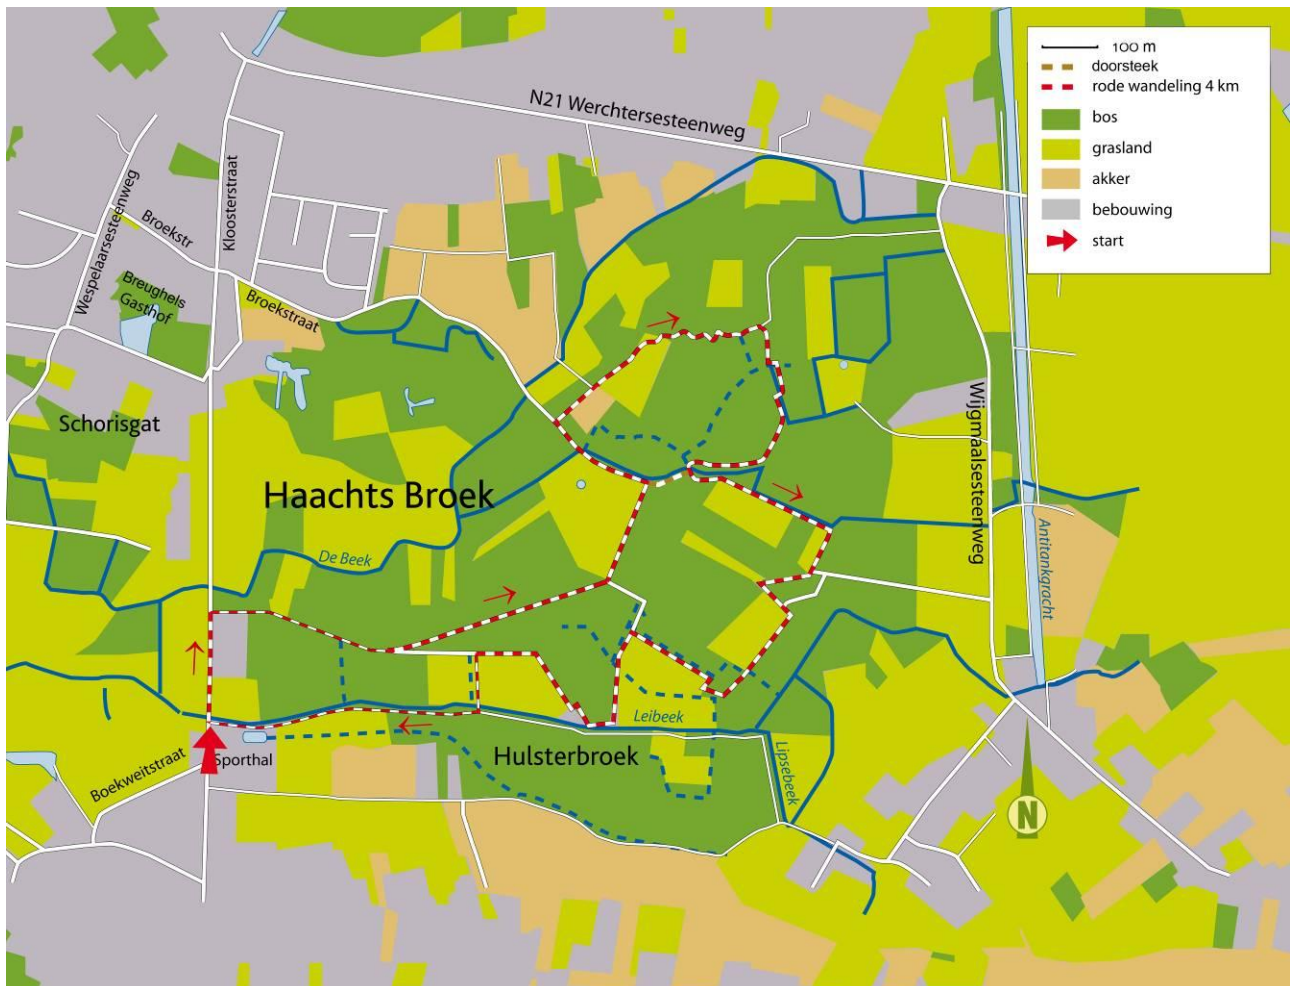 100 m
doorsteek
rode wandeling 4 km
bos
grasland
akker
bebouwing
start
N21 Werchtersesteenweg
Kloosterstraat
Wespelaarsesteenweg
Broekstr
Breughels
Gasthof
Broekstraat
Schorisgat
Haachts Broek
De Beek
Wijgmaalsesteenweg
Antitankgracht
Leibeek
Hulsterbroek
Lipsebeek
Sporthal
Boekweitstraat
N